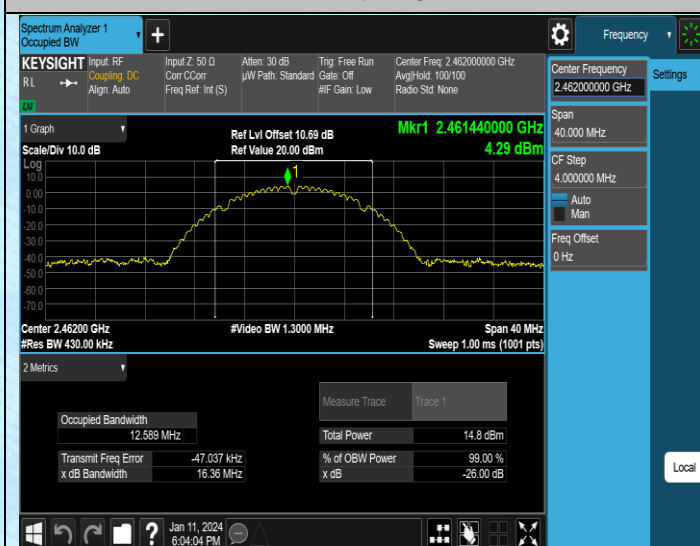 Spectrum Analyzer 1
Occupied BW
Frequency
KEYSIGHT
RL
Input: RF
Coupling: DC
Align: Auto
Input Z: 50 Ω
Corr CCorr
Freq Ref: Int (S)
Atten: 30 dB
µW Path: Standard
Trig: Free Run
Gate: Off
#IF Gain: Low
Center Freq: 2.462000000 GHz
Avg|Hold: 100/100
Radio Std: None
Center Frequency
2.462000000 GHz
Settings
Span
40.000 MHz
CF Step
4.000000 MHz
Auto
Man
Freq Offset
0 Hz
Local
1 Graph
Scale/Div 10.0 dB
Ref Lvl Offset 10.69 dB
Ref Value 20.00 dBm
Mkr1 2.461440000 GHz
4.29 dBm
Log
10.0
0.00
-10.0
-20.0
-30.0
-40.0
-50.0
-60.0
-70.0
1
Center 2.46200 GHz
#Res BW 430.00 kHz
#Video BW 1.3000 MHz
Span 40 MHz
Sweep 1.00 ms (1001 pts)
2 Metrics
Measure Trace
Trace 1
Occupied Bandwidth
12.589 MHz
Total Power
14.8 dBm
Transmit Freq Error
-47.037 kHz
% of OBW Power
99.00 %
x dB Bandwidth
16.36 MHz
x dB
-26.00 dB
Jan 11, 2024
6:04:04 PM